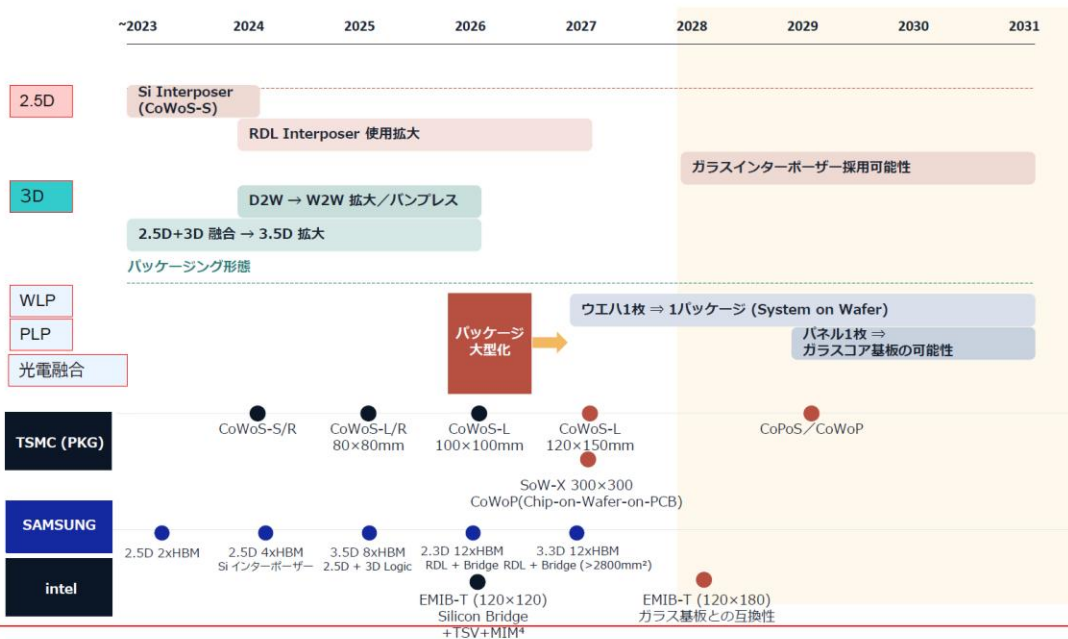 ~2023 2024 2025 2026 2027 2028 2029 2030 2031
2.5D
Si Interposer
(CoWoS-S)
RDL Interposer 使用拡大
ガラスインターポーザー採用可能性
3D
D2W → W2W 拡大／バンプレス
2.5D+3D 融合 → 3.5D 拡大
パッケージング形態
WLP
PLP
光電融合
パッケージ
大型化
ウエハ1枚 ⇒ 1パッケージ (System on Wafer)
パネル1枚 ⇒
ガラスコア基板の可能性
TSMC (PKG)
CoWoS-S/R
CoWoS-L/R
80×80mm
CoWoS-L
100×100mm
CoWoS-L
120×150mm
SoW-X 300×300
CoWoP(Chip-on-Wafer-on-PCB)
CoPoS／CoWoP
SAMSUNG
2.5D 2xHBM
2.5D 4xHBM
Si インターポーザー
3.5D 8xHBM
2.5D + 3D Logic
2.3D 12xHBM
RDL + Bridge
3.3D 12xHBM
RDL + Bridge (>2800mm²)
intel
EMIB-T (120×120)
Silicon Bridge
+TSV+MIM⁴
EMIB-T (120×180)
ガラス基板との互換性